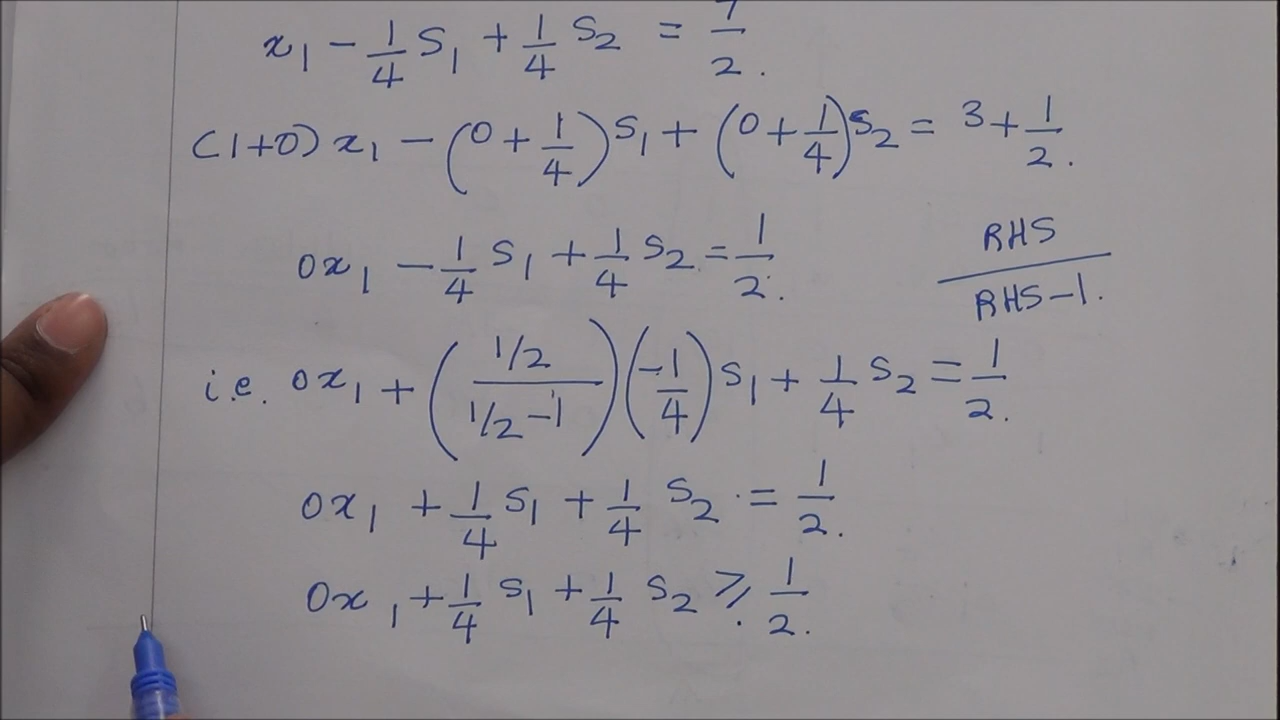 x₁ − 1/4 S₁ + 1/4 S₂ = 7/2.
(1+0) x₁ − (0 + 1/4) S₁ + (0 + 1/4) S₂ = 3 + 1/2.
0x₁ − 1/4 S₁ + 1/4 S₂ = 1/2.
RHS
RHS−1.
i.e. 0x₁ + ((1/2)/(1/2 −1)) (−1/4) S₁ + 1/4 S₂ = 1/2.
0x₁ + 1/4 S₁ + 1/4 S₂ = 1/2.
0x₁ + 1/4 S₁ + 1/4 S₂ ⩾ 1/2.